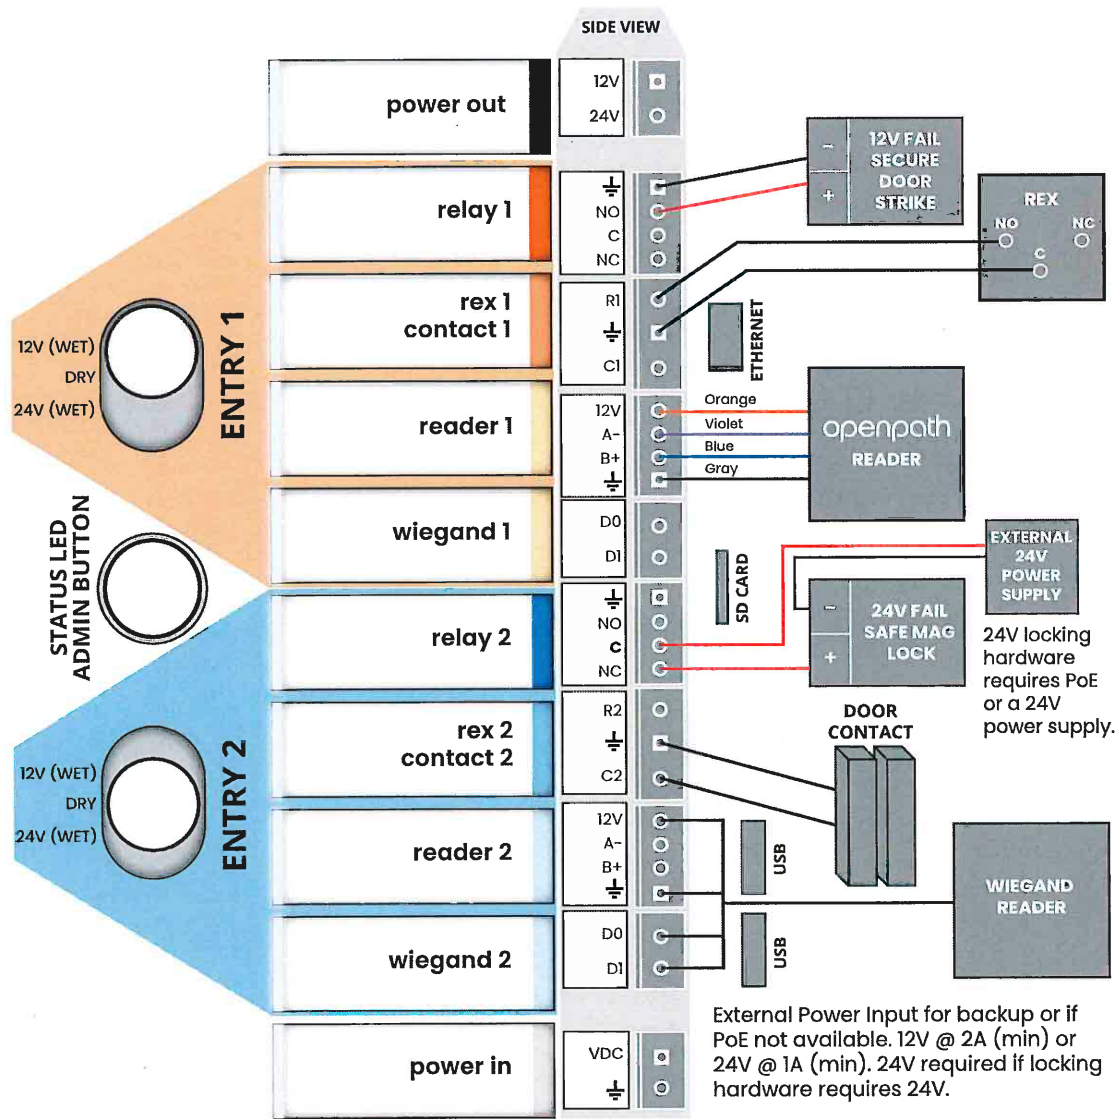 SIDE VIEW
power out
12V
24V
relay 1
NO
C
NC
12V FAIL
SECURE
DOOR
STRIKE
-
+
REX
NO
NC
C
rex 1
contact 1
R1
C1
ETHERNET
12V (WET)
DRY
24V (WET)
ENTRY 1
reader 1
12V
A-
B+
Orange
Violet
Blue
Gray
openpath
READER
wiegand 1
D0
D1
SD CARD
EXTERNAL
24V
POWER
SUPPLY
STATUS LED
ADMIN BUTTON
relay 2
NO
C
NC
-
+
24V FAIL
SAFE MAG
LOCK
24V locking
hardware
requires PoE
or a 24V
power supply.
rex 2
contact 2
R2
C2
DOOR
CONTACT
12V (WET)
DRY
24V (WET)
ENTRY 2
reader 2
12V
A-
B+
USB
WIEGAND
READER
wiegand 2
D0
D1
USB
External Power Input for backup or if
PoE not available. 12V @ 2A (min) or
24V @ 1A (min). 24V required if locking
hardware requires 24V.
power in
VDC